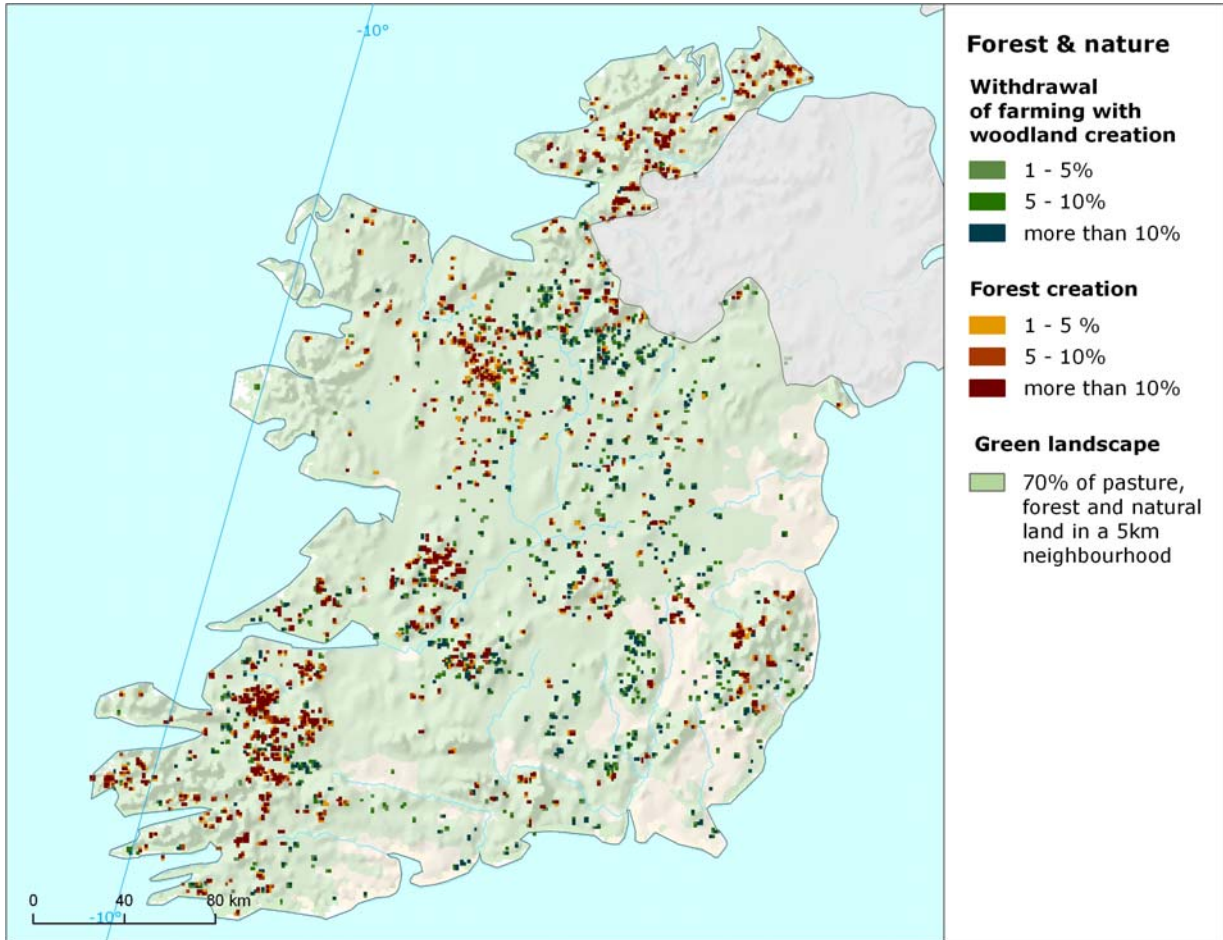 -10°
Forest & nature
Withdrawal
of farming with
woodland creation
1 - 5%
5 - 10%
more than 10%
Forest creation
1 - 5 %
5 - 10%
more than 10%
Green landscape
70% of pasture,
forest and natural
land in a 5km
neighbourhood
0 40 80 km
-10°